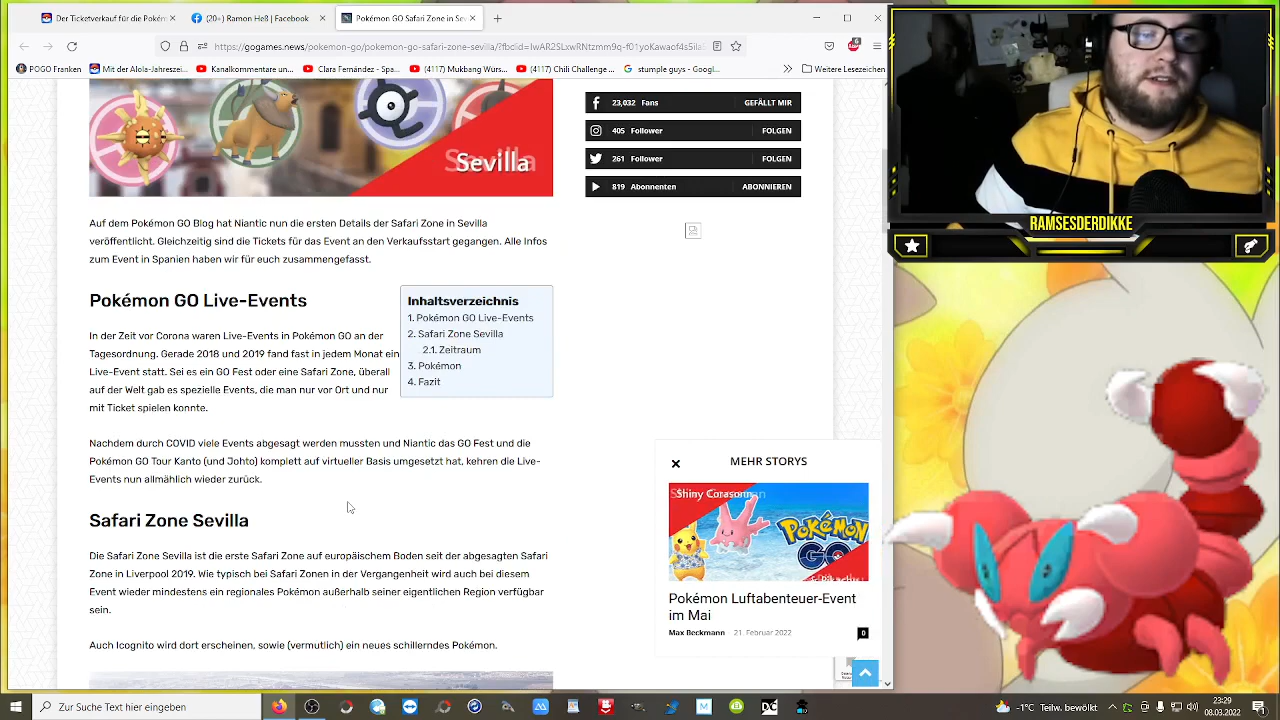 Der Tritt von Ruß | Facebook
Pokémon GO Safari Zone in Sev
https://gogames.news/pokemon-go/pokemon-go-safari-zone-sevilla/
6
POGO Franken
Mit der Alola-Jahreszei...
Kanalkommentare un...
Clara Fernández - Spa...
(4117) Mukbang Wurs...
(4117) Chili Challenge ...
stumple guys - Googl...
Weitere Lesezeichen
Sevilla
23,032 Fans GEFÄLLT MIR
405 Follower FOLGEN
261 Follower FOLGEN
819 Abonnenten ABONNIEREN
RAMSESDERDIKKE
Auf dem Pokémon GO Blog hat Niantic nun die ersten Details der Safari Zone in Sevilla
veröffentlicht. Gleichzeitig sind die Tickets für das Event an den Verkaufsstart gegangen. Alle Infos
zum Event in Spanien haben wir für euch zusammengefasst.
Pokémon GO Live-Events
In der Zeit vor Corona waren Live-Events in Pokémon GO an der
Tagesordnung. Gerade 2018 und 2019 fand fast in jedem Monat ein
Live-Event statt. Sei es ein GO Fest oder eine Safari Zone, überall
auf der Welt gab es spezielle Events, die man nur vor Ort und nur
mit Ticket spielen konnte.
Inhaltsverzeichnis
1. Pokémon GO Live-Events
2. Safari Zone Sevilla
2.1. Zeitraum
3. Pokémon
4. Fazit
Nachdem durch COVID viele Events abgesagt werden mussten und Niantic das GO Fest und die
Pokémon GO Tour Kanto (und Johto) komplett auf virtueller Basis umgesetzt hat, kehren die Live-
Events nun allmählich wieder zurück.
Safari Zone Sevilla
Die Safari Zone Sevilla ist die erste Safari Zone auf europäischem Boden seit der abgesagten Safari
Zone in Liverpool 2019. Wie typisch bei Safari Zonen in der Vergangenheit wird auch bei diesem
Event wieder mindestens ein regionales Pokémon außerhalb seiner eigentlichen Region verfügbar
sein.
Auch Icognito wird dort erscheinen, sowie (vermutlich) ein neues schillerndes Pokémon.
MEHR STORYS
Shiny Corasonn
POKéMON
GO
Pokémon Luftabenteuer-Event
im Mai
Max Beckmann 21. Februar 2022 0
Zur Suche Text hier eingeben
7°C
23:29
08.03.2022